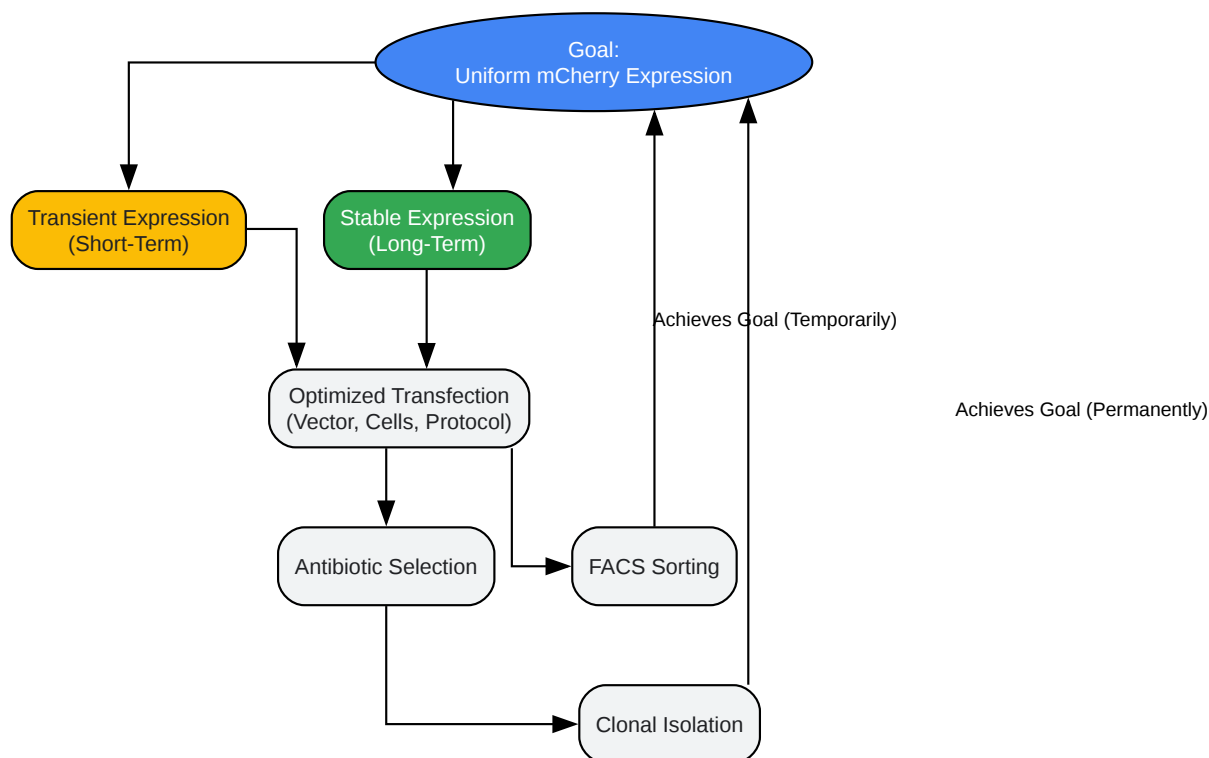 Goal:
Uniform mCherry Expression
Transient Expression
(Short-Term)
Stable Expression
(Long-Term)
Achieves Goal (Temporarily)
Optimized Transfection
(Vector, Cells, Protocol)
Achieves Goal (Permanently)
Antibiotic Selection
FACS Sorting
Clonal Isolation